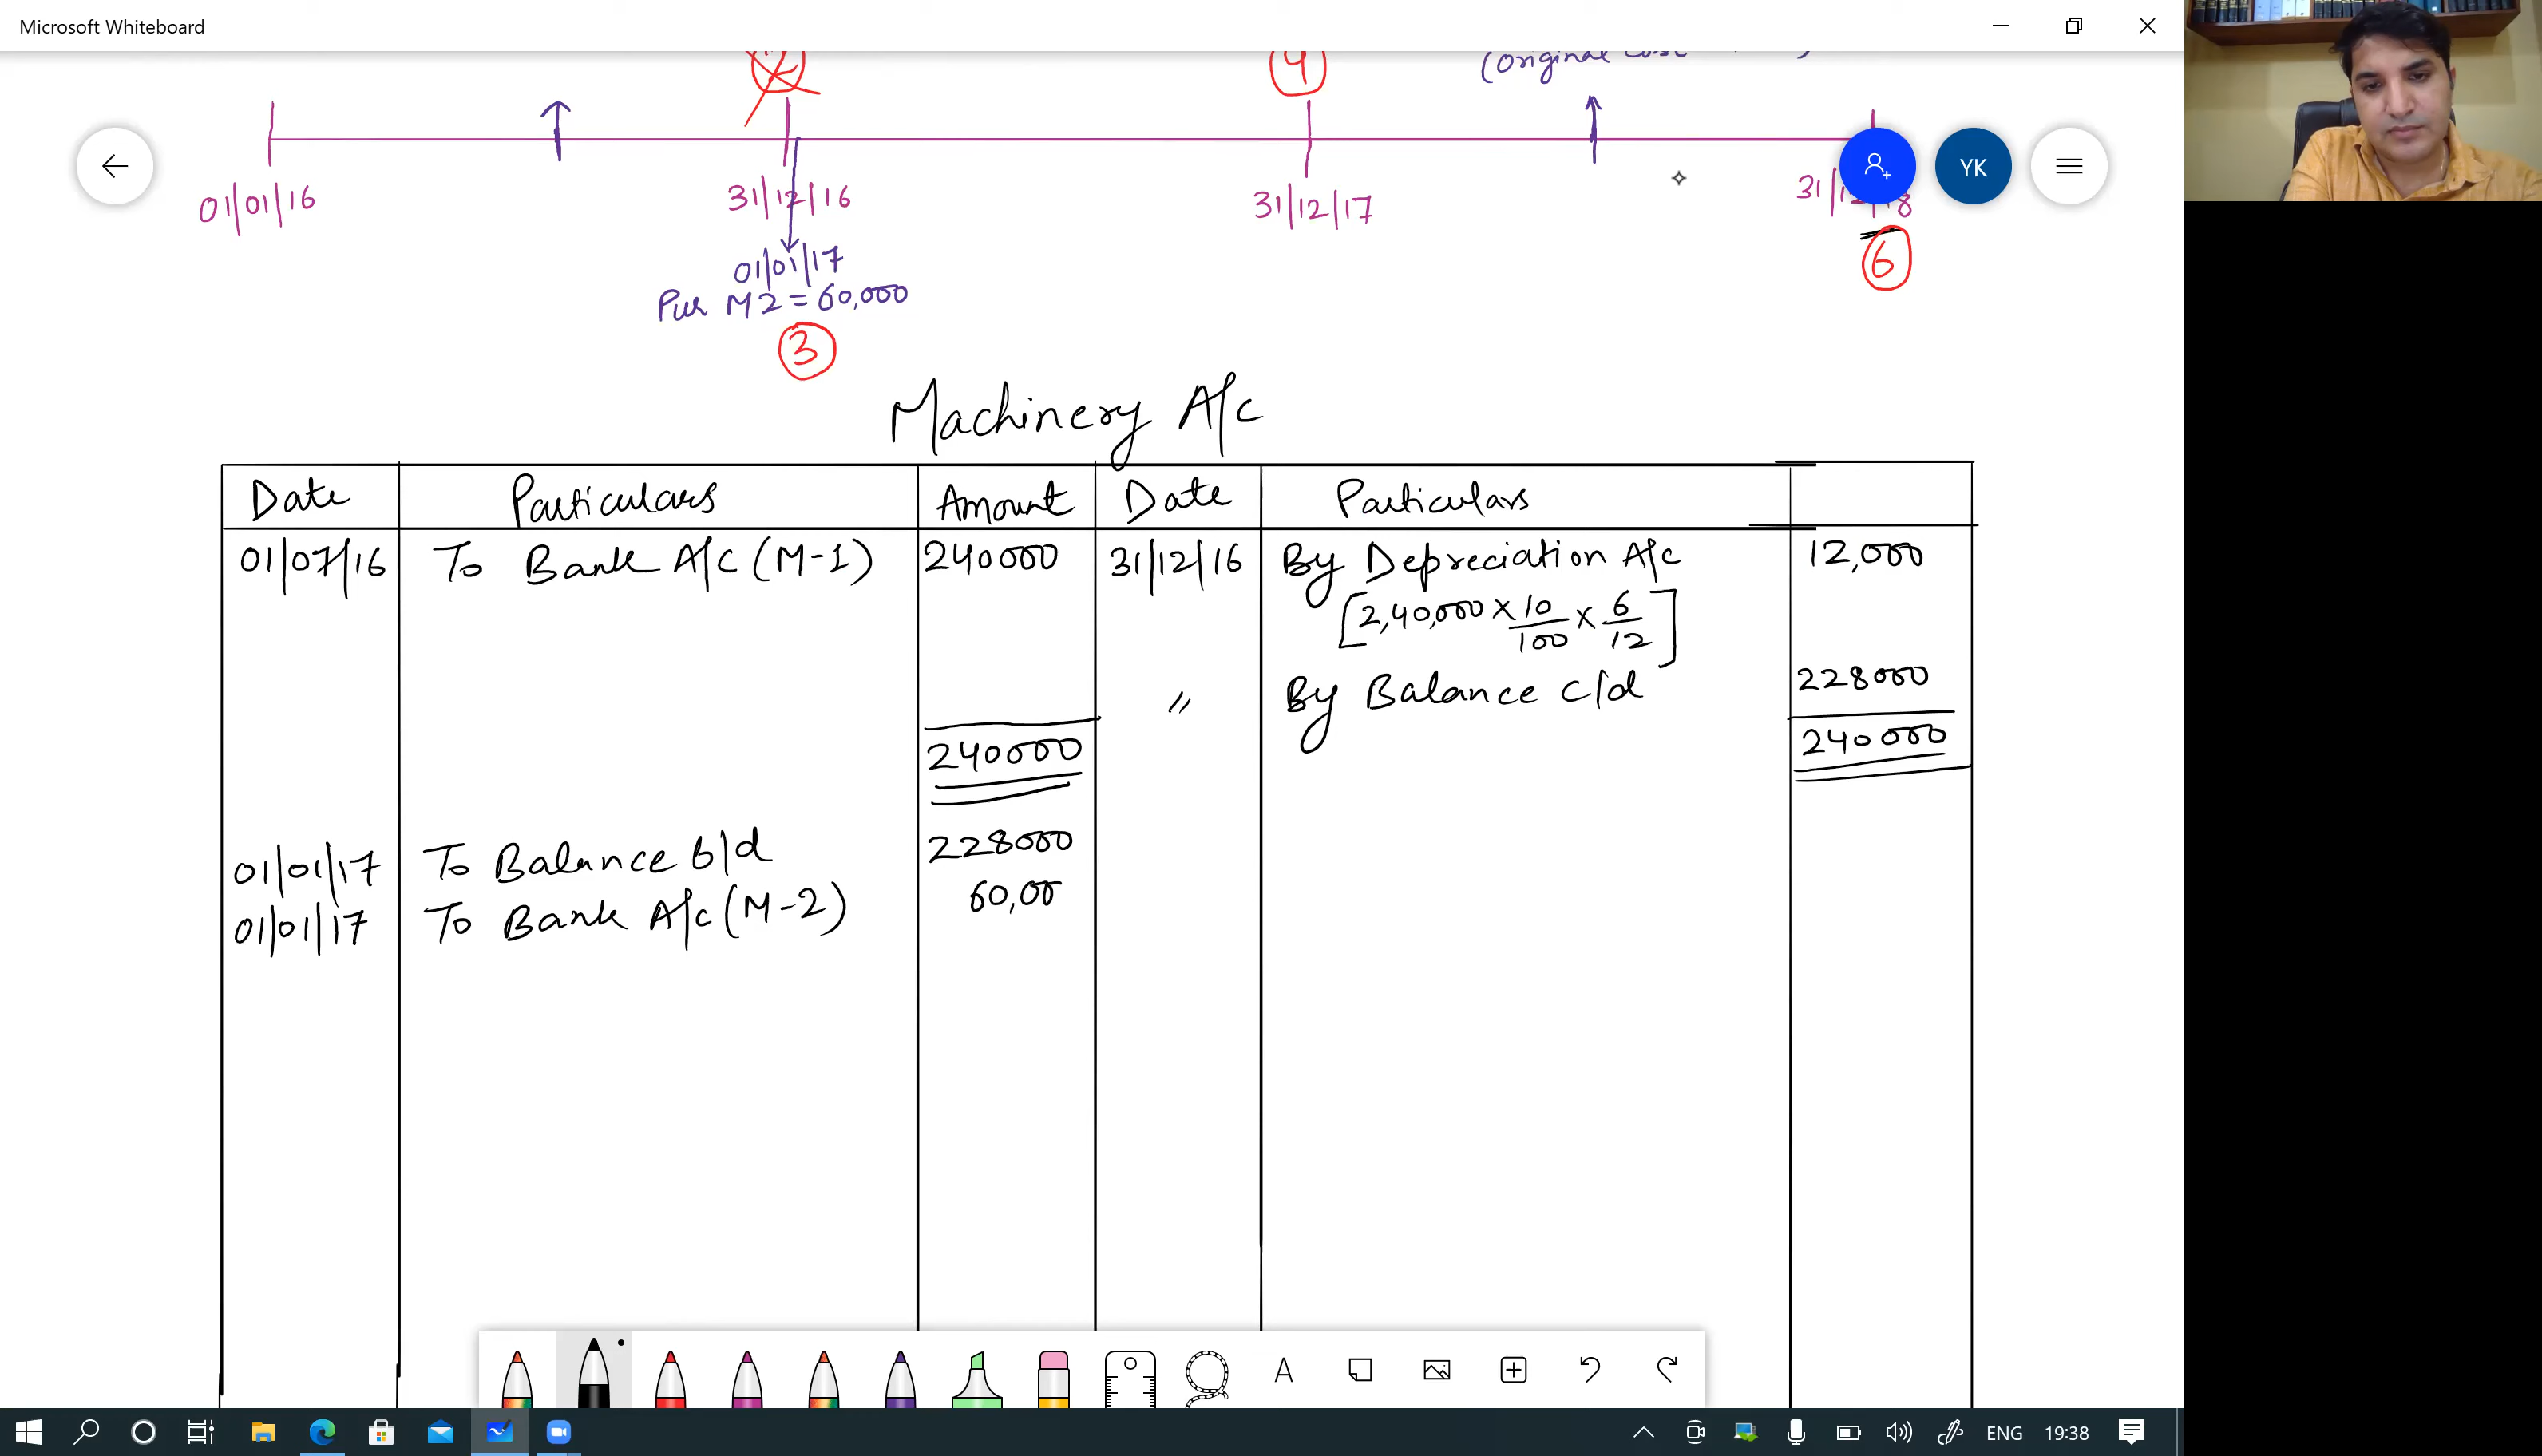 Microsoft Whiteboard
4
(original cost
01/01/16
31/12/16
31/12/17
YK
01/01/17
Pur M2 = 60,000
3
6
Machinery A/c
Date Particulars Amount Date Particulars
01/07/16 To Bank A/c (M-1) 240000 31/12/16 By Depreciation A/c 12,000
[2,40,000 × 10/100 × 6/12]
" By Balance c/d 228000
240000 240000
01/01/17 To Balance b/d 228000
01/01/17 To Bank A/c (M-2) 60,00
A
ENG 19:38